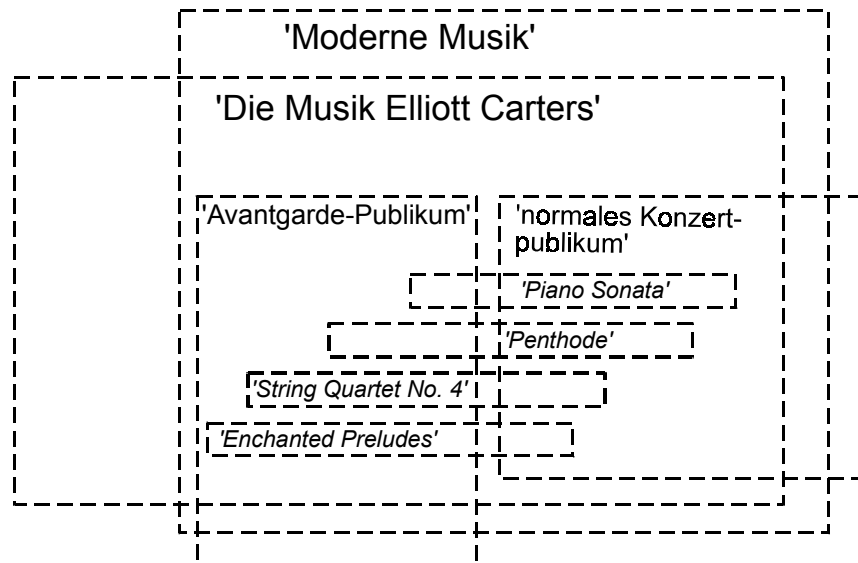 'Moderne Musik'
'Die Musik Elliott Carters'
'Avantgarde-Publikum'
'normales Konzert-
publikum'
'Piano Sonata'
'Penthode'
'String Quartet No. 4'
'Enchanted Preludes'